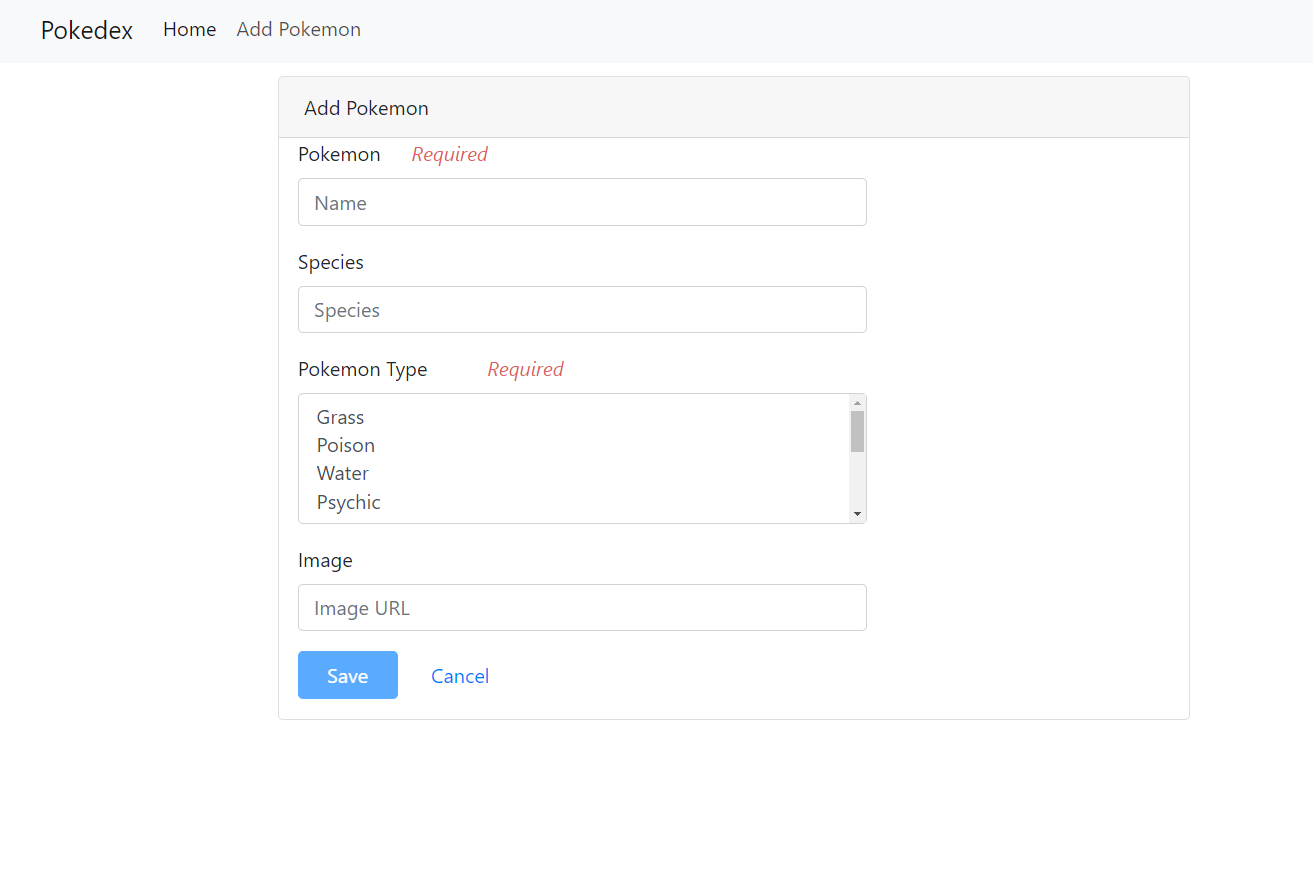 Pokedex Home Add Pokemon
Add Pokemon
Pokemon Required
Name
Species
Species
Pokemon Type Required
Grass
Poison
Water
Psychic
Image
Image URL
Save Cancel